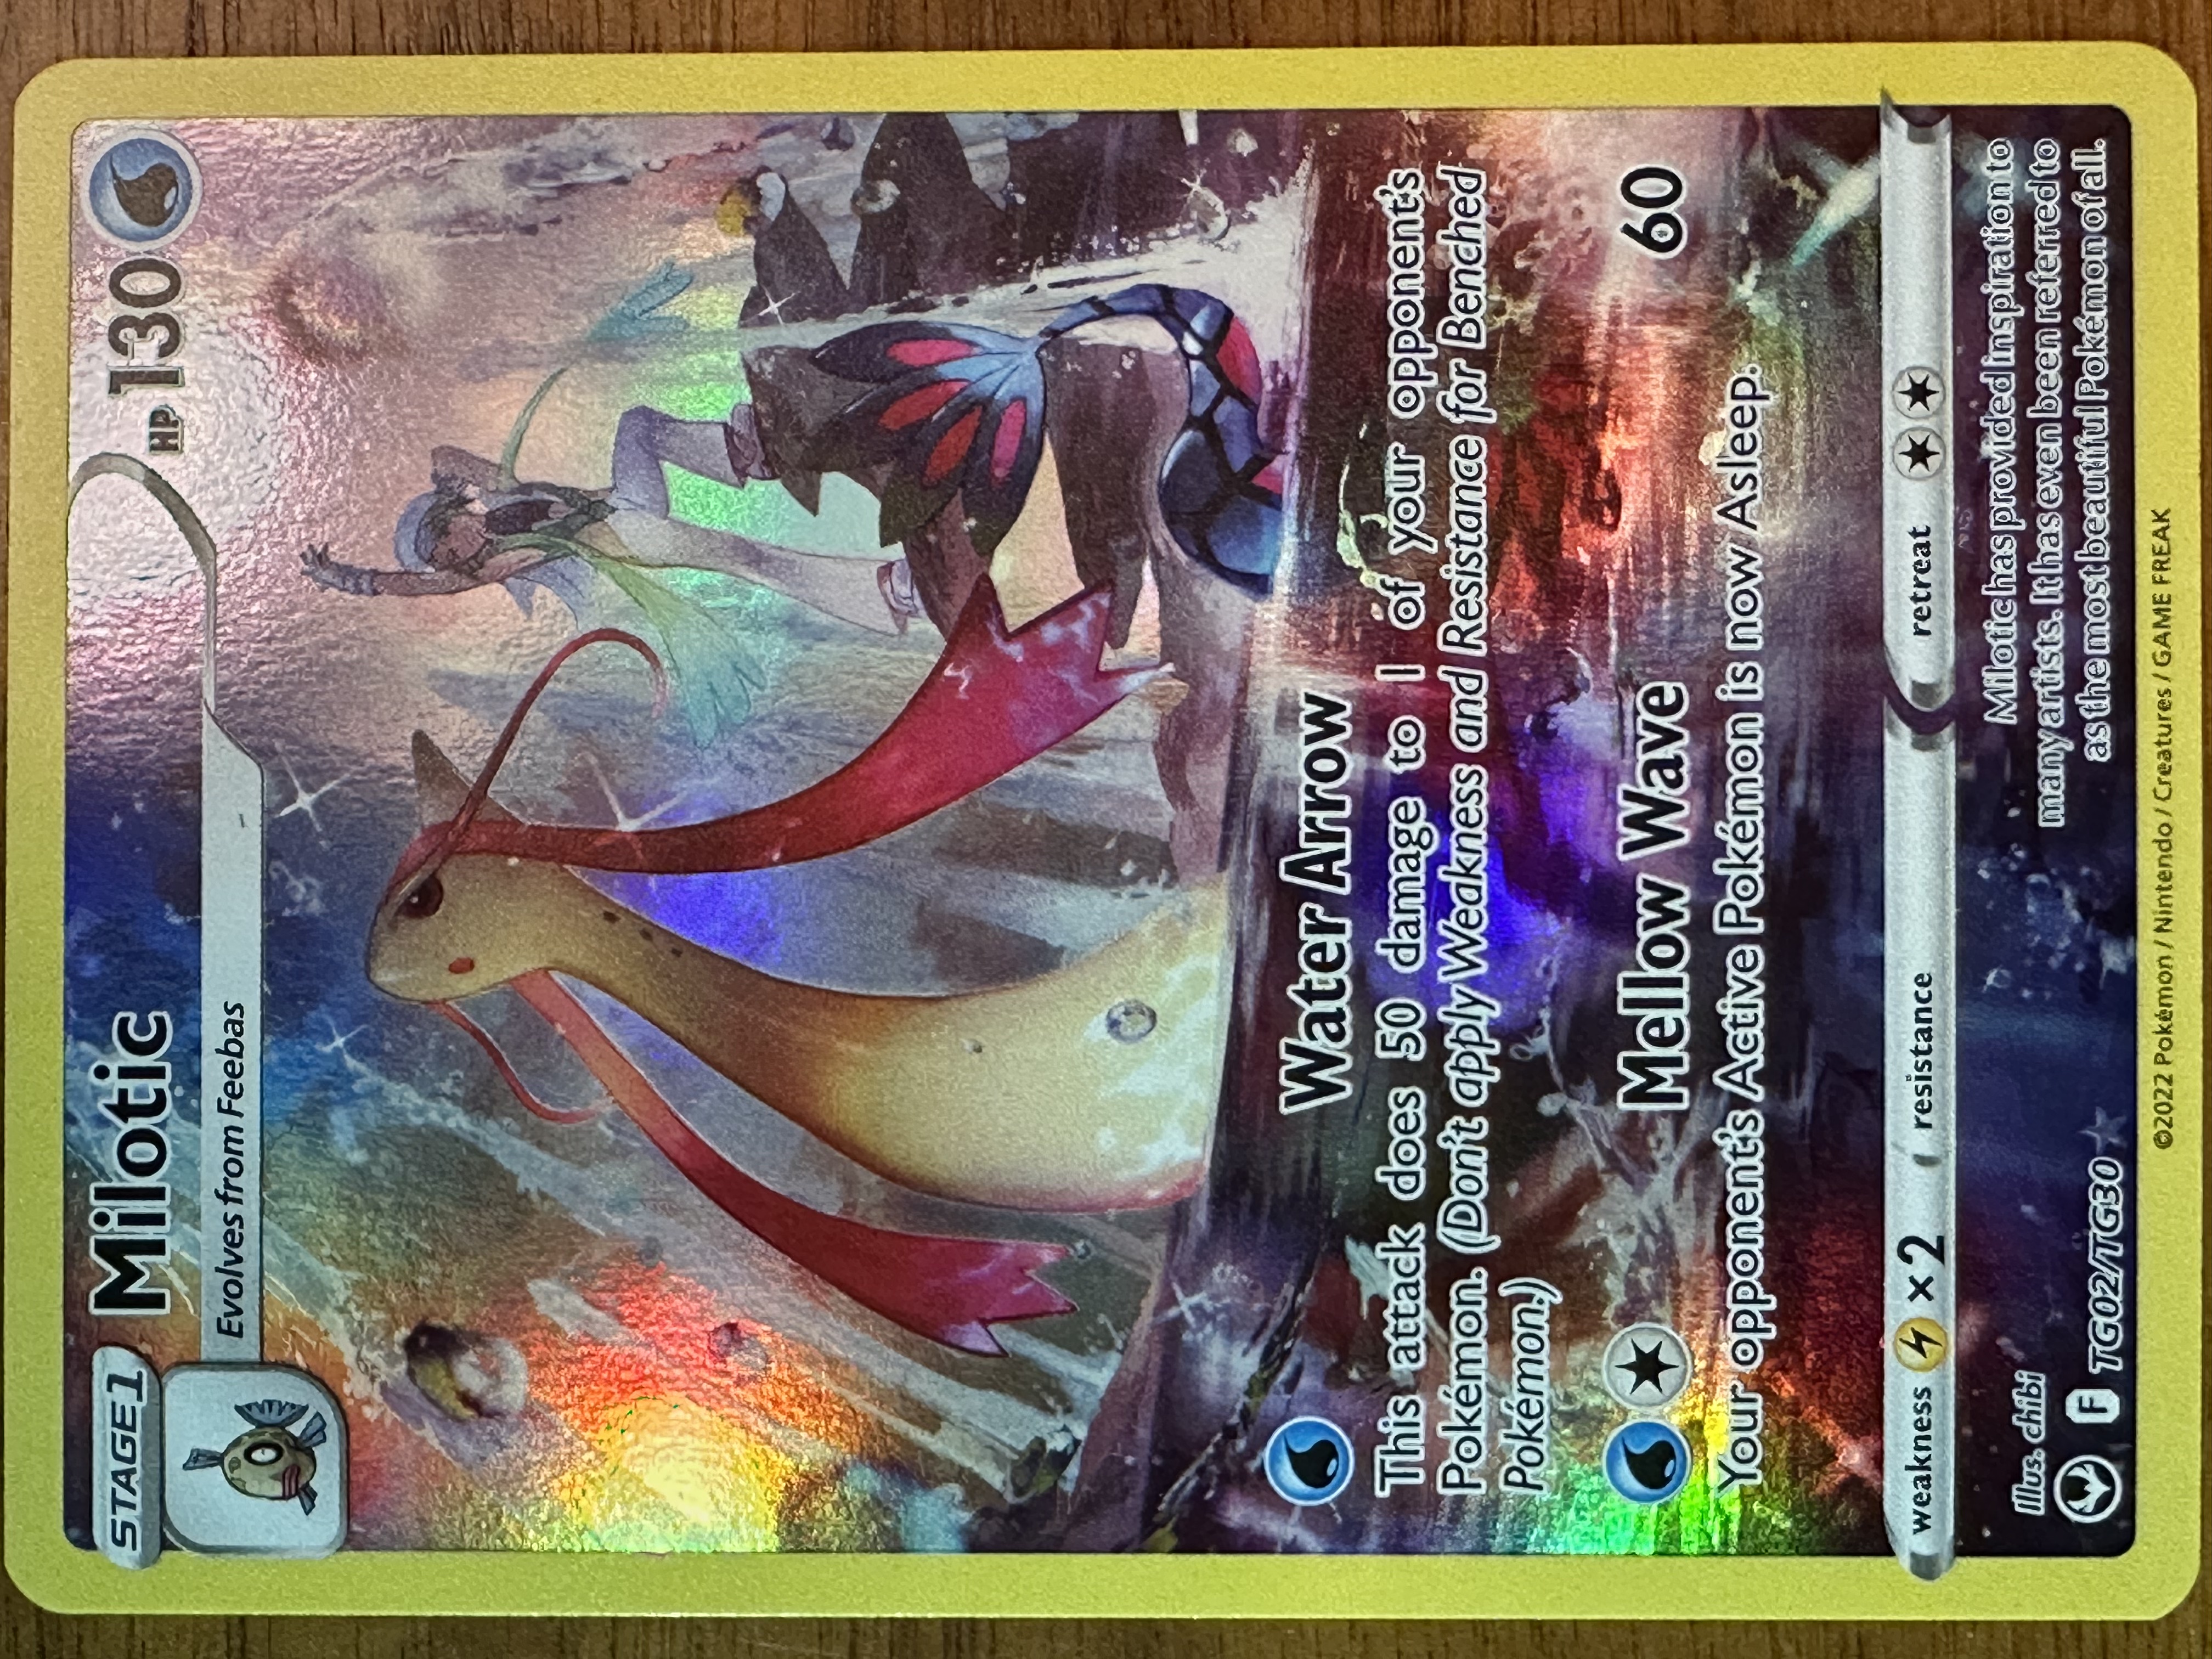 STAGE1 Milotic HP 130
Evolves from Feebas
Water Arrow
This attack does 50 damage to 1 of your opponent's
Pokémon. (Don't apply Weakness and Resistance for Benched
Pokémon.)
Mellow Wave 60
Your opponent's Active Pokémon is now Asleep.
weakness ×2 resistance retreat
Milotic has provided inspiration to
many artists. It has even been referred to
as the most beautiful Pokémon of all.
Illus. chibi
F TG02/TG30
©2022 Pokémon / Nintendo / Creatures / GAME FREAK